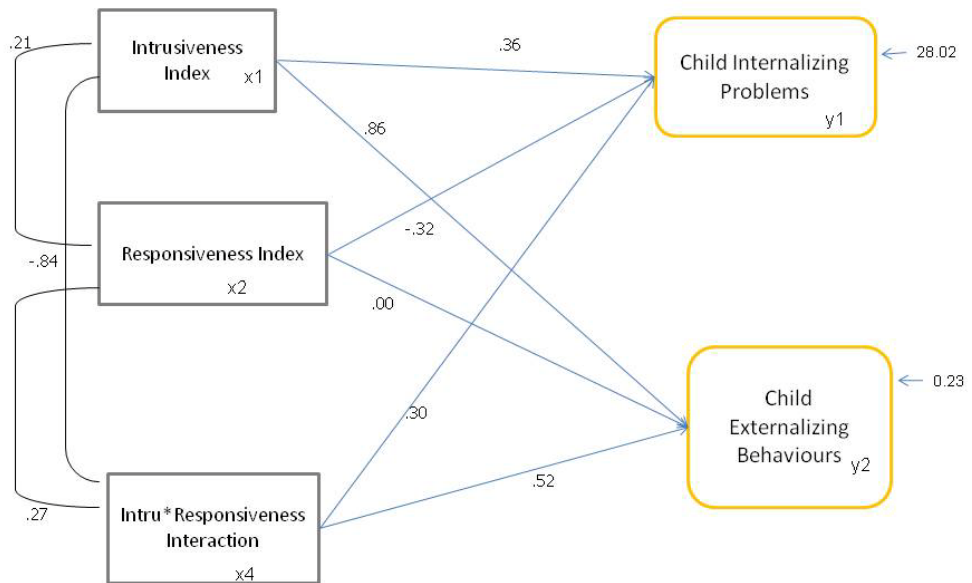 .21
Intrusiveness
Index
x1
.36
Child Internalizing
Problems
y1
28.02
.86
-.32
Responsiveness Index
x2
-.84
.00
.30
Child
Externalizing
Behaviours
y2
0.23
.52
.27
Intru*Responsiveness
Interaction
x4